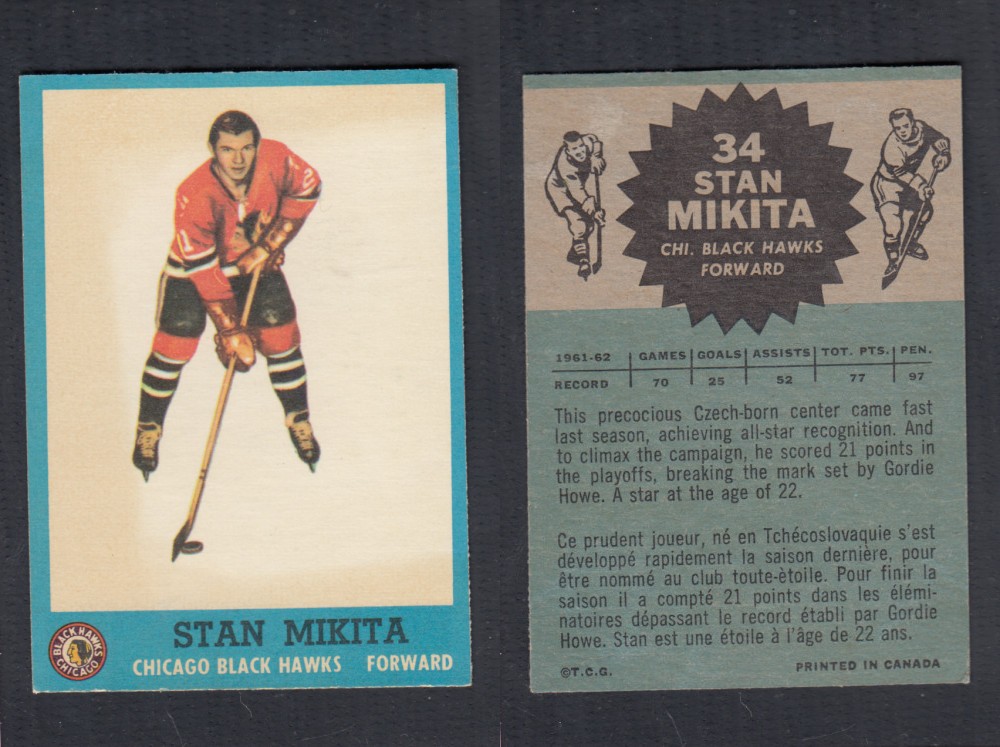 21
STAN MIKITA
BLACK HAWKS
CHICAGO
CHICAGO BLACK HAWKS FORWARD
34
STAN
MIKITA
CHI. BLACK HAWKS
FORWARD
1961-62 GAMES GOALS ASSISTS TOT. PTS. PEN.
RECORD 70 25 52 77 97
This precocious Czech-born center came fast
last season, achieving all-star recognition. And
to climax the campaign, he scored 21 points in
the playoffs, breaking the mark set by Gordie
Howe. A star at the age of 22.
Ce prudent joueur, né en Tchécoslovaquie s'est
développé rapidement la saison dernière, pour
être nommé au club toute-ètoile. Pour finir la
saison il a compté 21 points dans les élémi-
natoires dépassant le record établi par Gordie
Howe. Stan est une étoile à l'âge de 22 ans.
©T.C.G. PRINTED IN CANADA